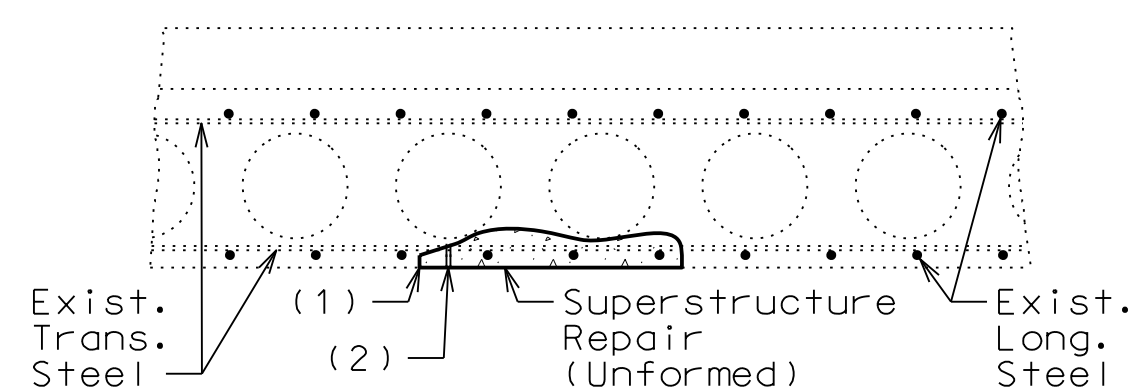 Exist.
Trans.
Steel
(1)
(2)
Superstructure
Repair
(Unformed)
Exist.
Long.
Steel